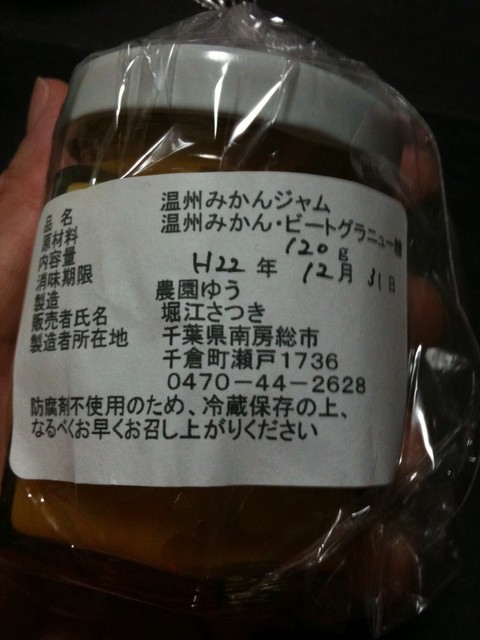 品名 温州みかんジャム
原材料 温州みかん・ビートグラニュー糖
内容量 120g
消味期限 H22年12月31日
製造 農園ゆう
販売者氏名 堀江さつき
製造者所在地 千葉県南房総市
千倉町瀬戸1736
0470-44-2628
防腐剤不使用のため、冷蔵保存の上、
なるべくお早くお召し上がりください